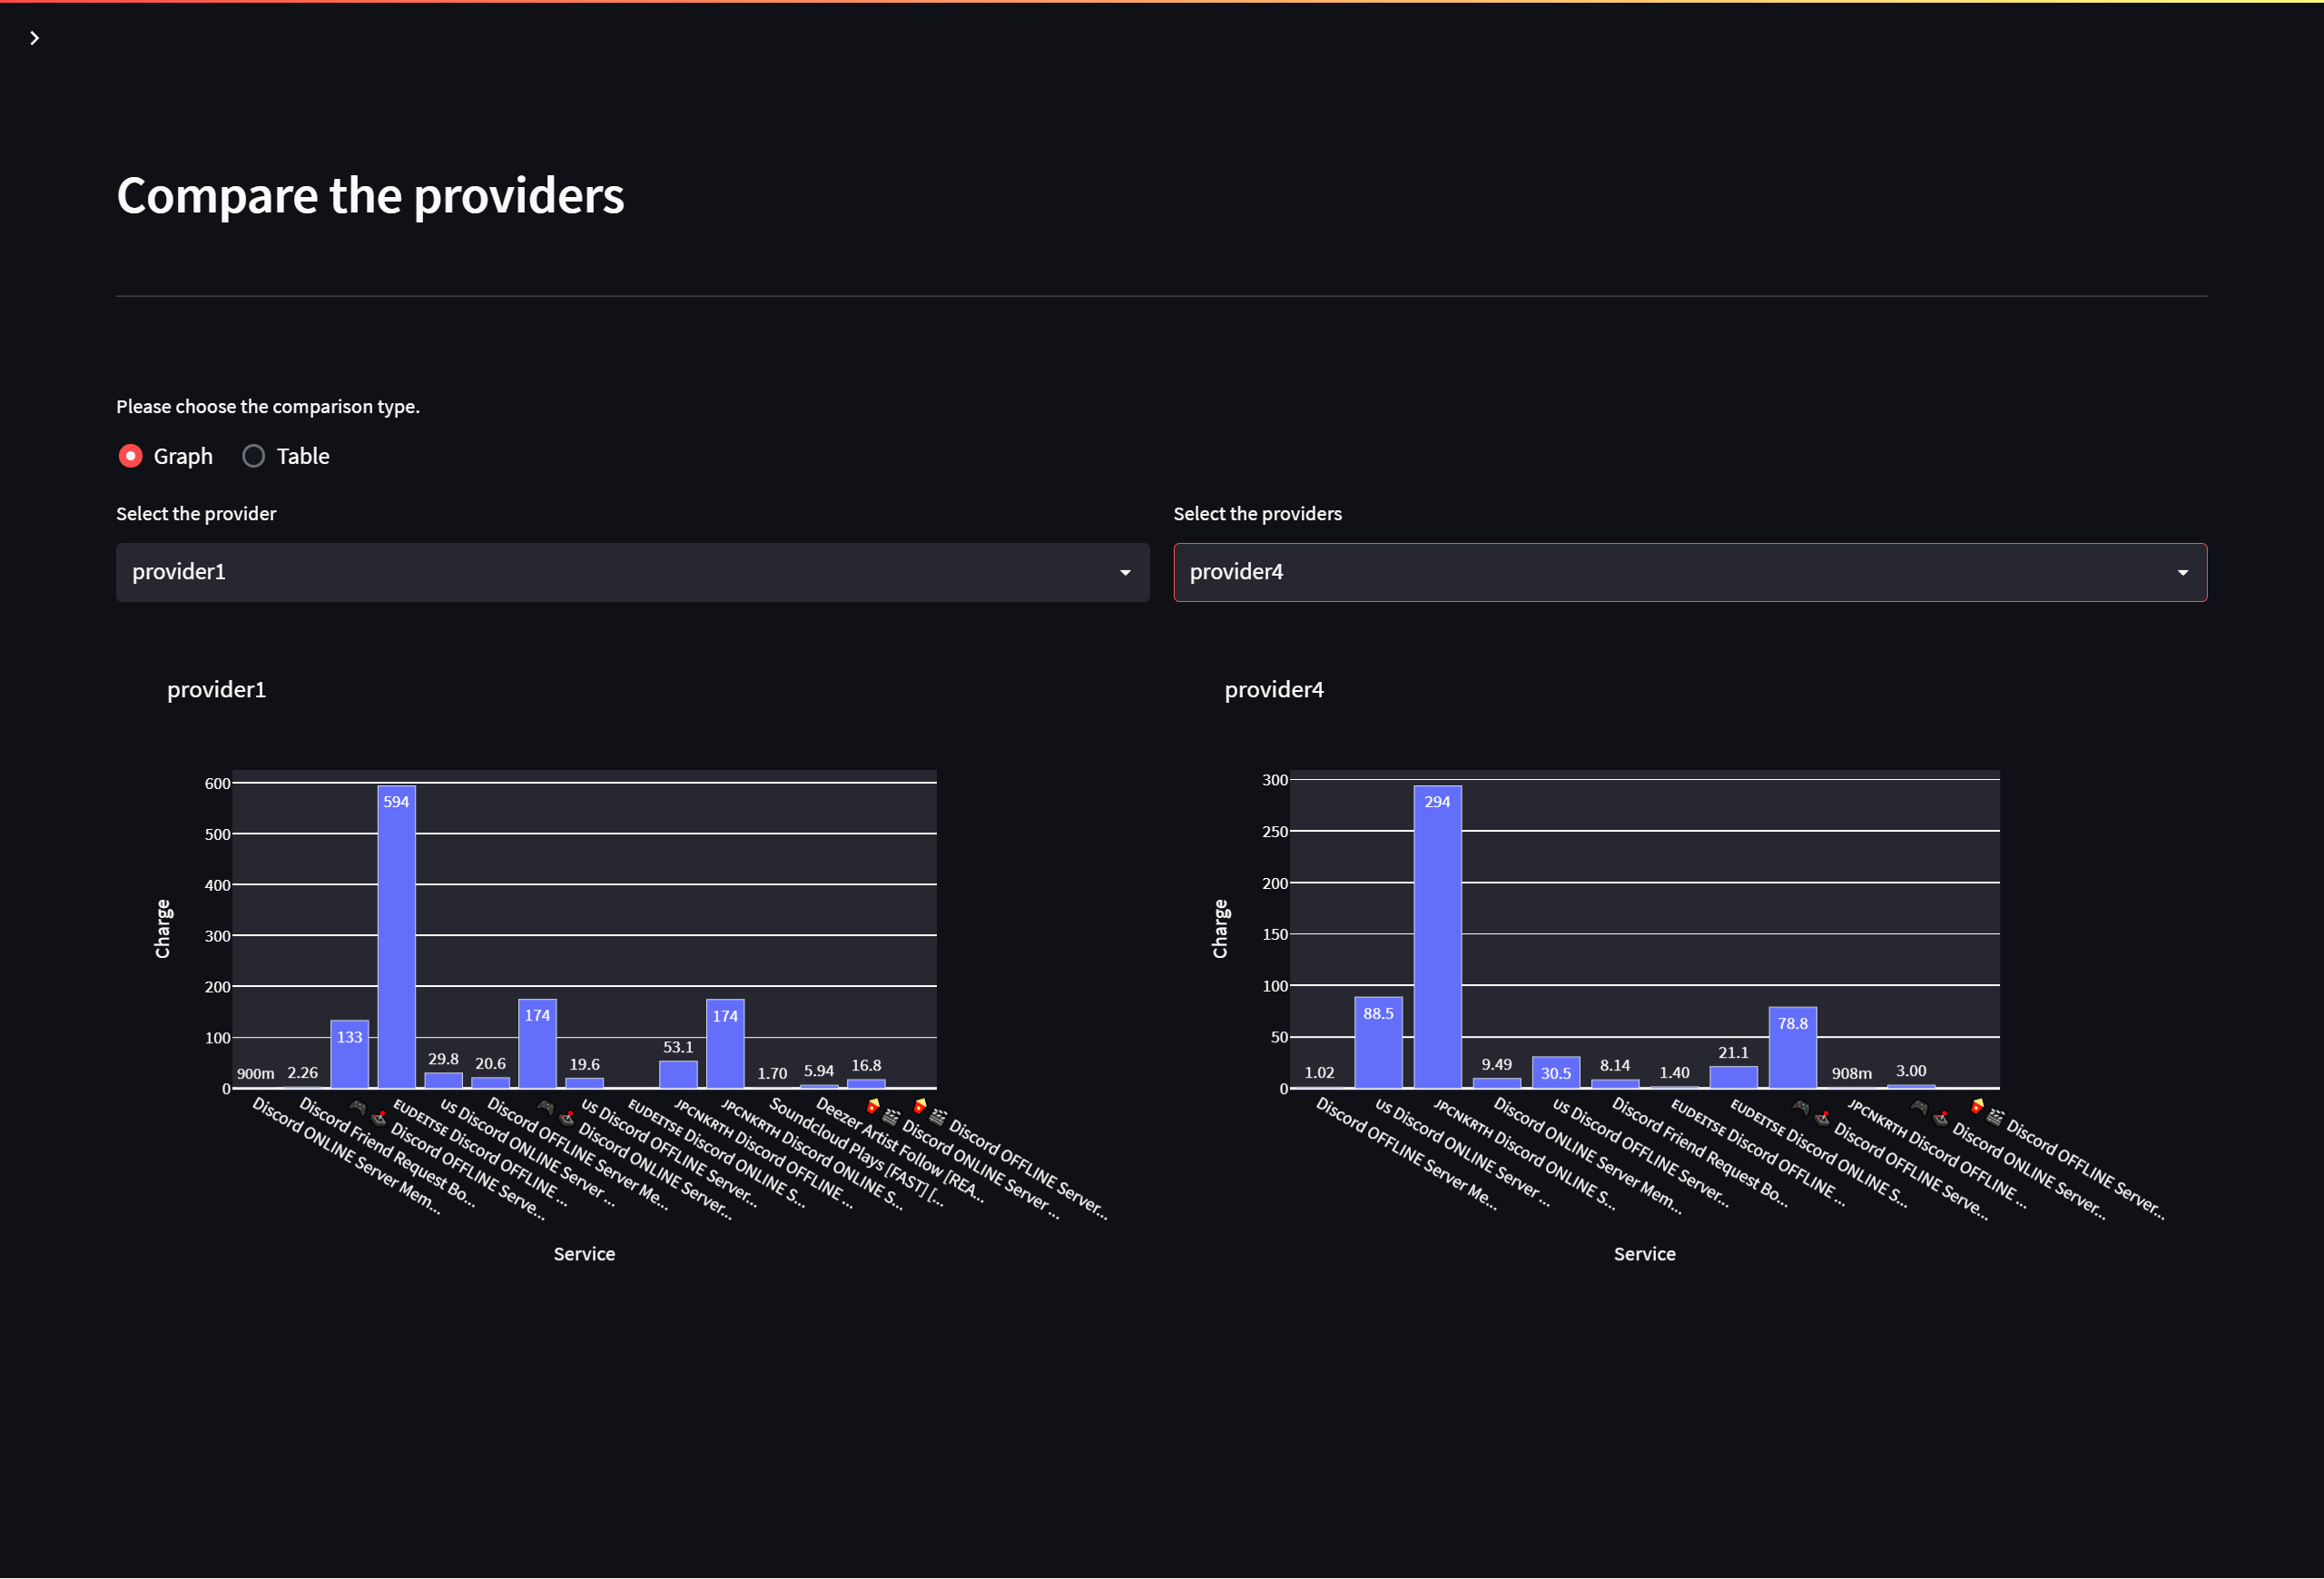 Compare the providers
Please choose the comparison type.
Graph
Table
Select the provider
Select the providers
provider1
provider4
provider1
Charge
600
500
400
300
200
100
0
900m
2.26
133
594
29.8
20.6
174
19.6
53.1
174
1.70
5.94
16.8
Discord ONLINE Server Mem...
Discord Friend Request Bo...
🎮🕹️ Discord OFFLINE Serve...
EUDEITSE Discord OFFLINE ...
US Discord ONLINE Server ...
Discord OFFLINE Server Me...
🎮🕹️ Discord ONLINE Server...
US Discord OFFLINE Server...
EUDEITSE Discord ONLINE S...
JPCNKRTH Discord OFFLINE ...
JPCNKRTH Discord ONLINE S...
Soundcloud Plays [FAST] [...
Deezer Artist Follow [REA...
🍿🎬 Discord ONLINE Server ...
🍿🎬 Discord OFFLINE Server...
Service
provider4
Charge
300
250
200
150
100
50
0
1.02
88.5
294
9.49
30.5
8.14
1.40
21.1
78.8
908m
3.00
Discord OFFLINE Server Me...
US Discord ONLINE Server ...
JPCNKRTH Discord ONLINE S...
Discord ONLINE Server Mem...
US Discord OFFLINE Server...
Discord Friend Request Bo...
EUDEITSE Discord OFFLINE ...
EUDEITSE Discord ONLINE S...
🎮🕹️ Discord OFFLINE Serve...
JPCNKRTH Discord OFFLINE ...
🎮🕹️ Discord ONLINE Server...
🍿🎬 Discord OFFLINE Server...
Service